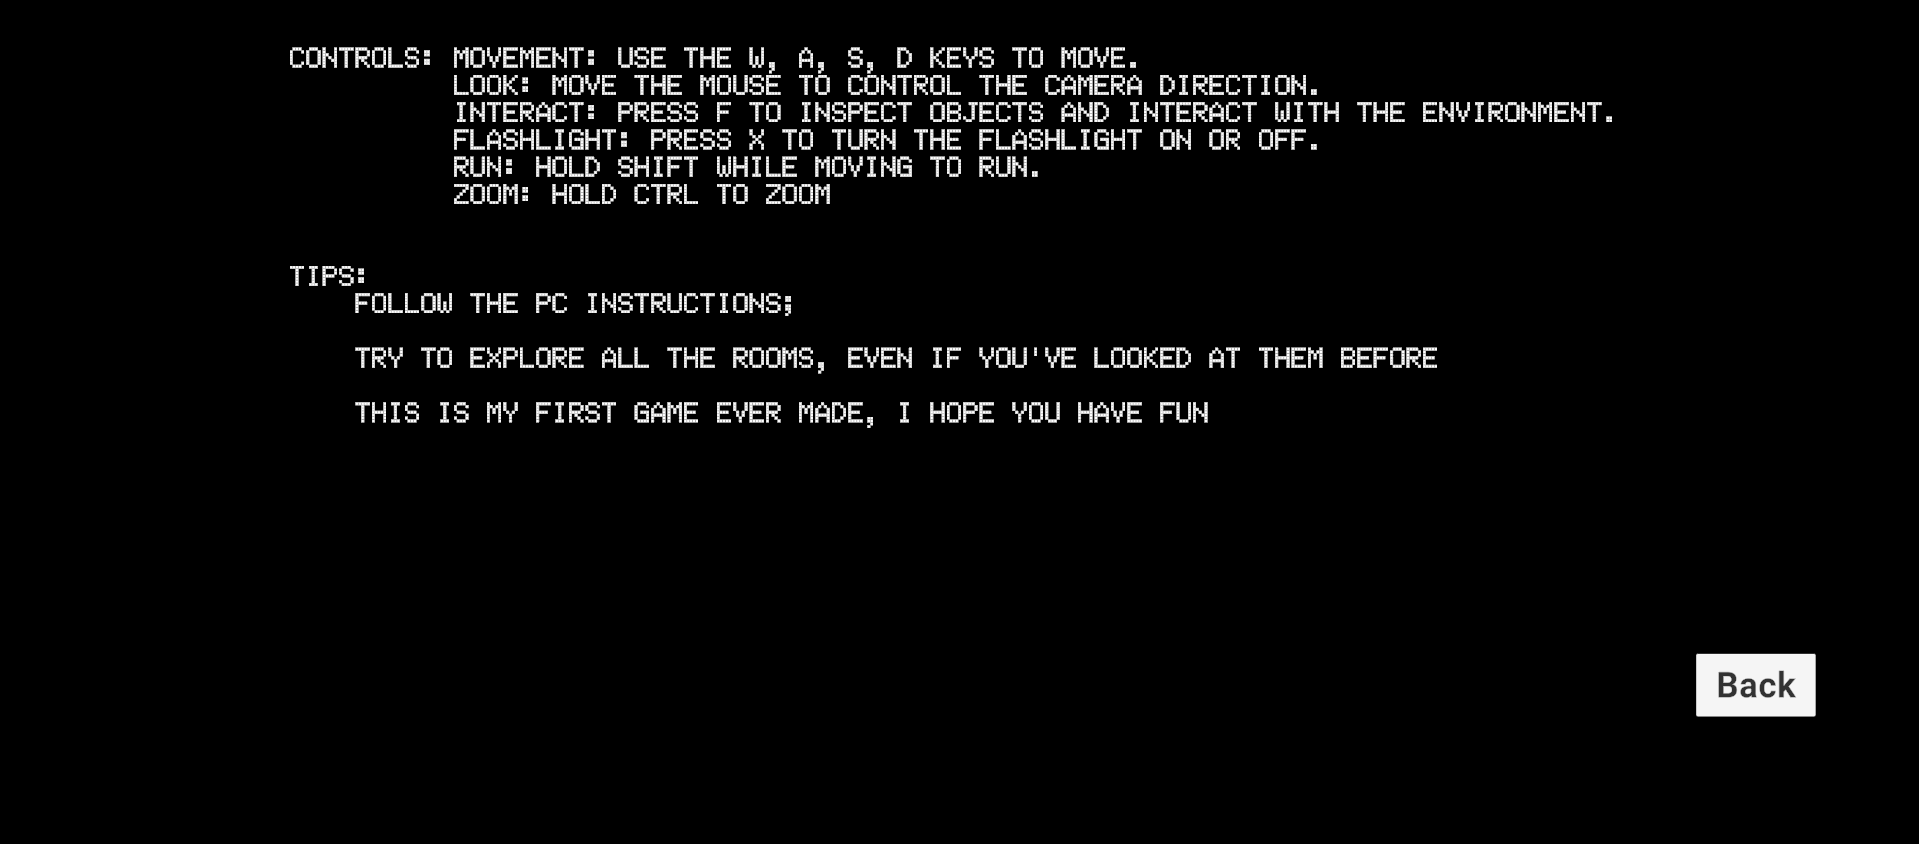 CONTROLS: MOVEMENT: USE THE W, A, S, D KEYS TO MOVE.
LOOK: MOVE THE MOUSE TO CONTROL THE CAMERA DIRECTION.
INTERACT: PRESS F TO INSPECT OBJECTS AND INTERACT WITH THE ENVIRONMENT.
FLASHLIGHT: PRESS X TO TURN THE FLASHLIGHT ON OR OFF.
RUN: HOLD SHIFT WHILE MOVING TO RUN.
ZOOM: HOLD CTRL TO ZOOM
TIPS:
FOLLOW THE PC INSTRUCTIONS;
TRY TO EXPLORE ALL THE ROOMS, EVEN IF YOU'VE LOOKED AT THEM BEFORE
THIS IS MY FIRST GAME EVER MADE, I HOPE YOU HAVE FUN
Back